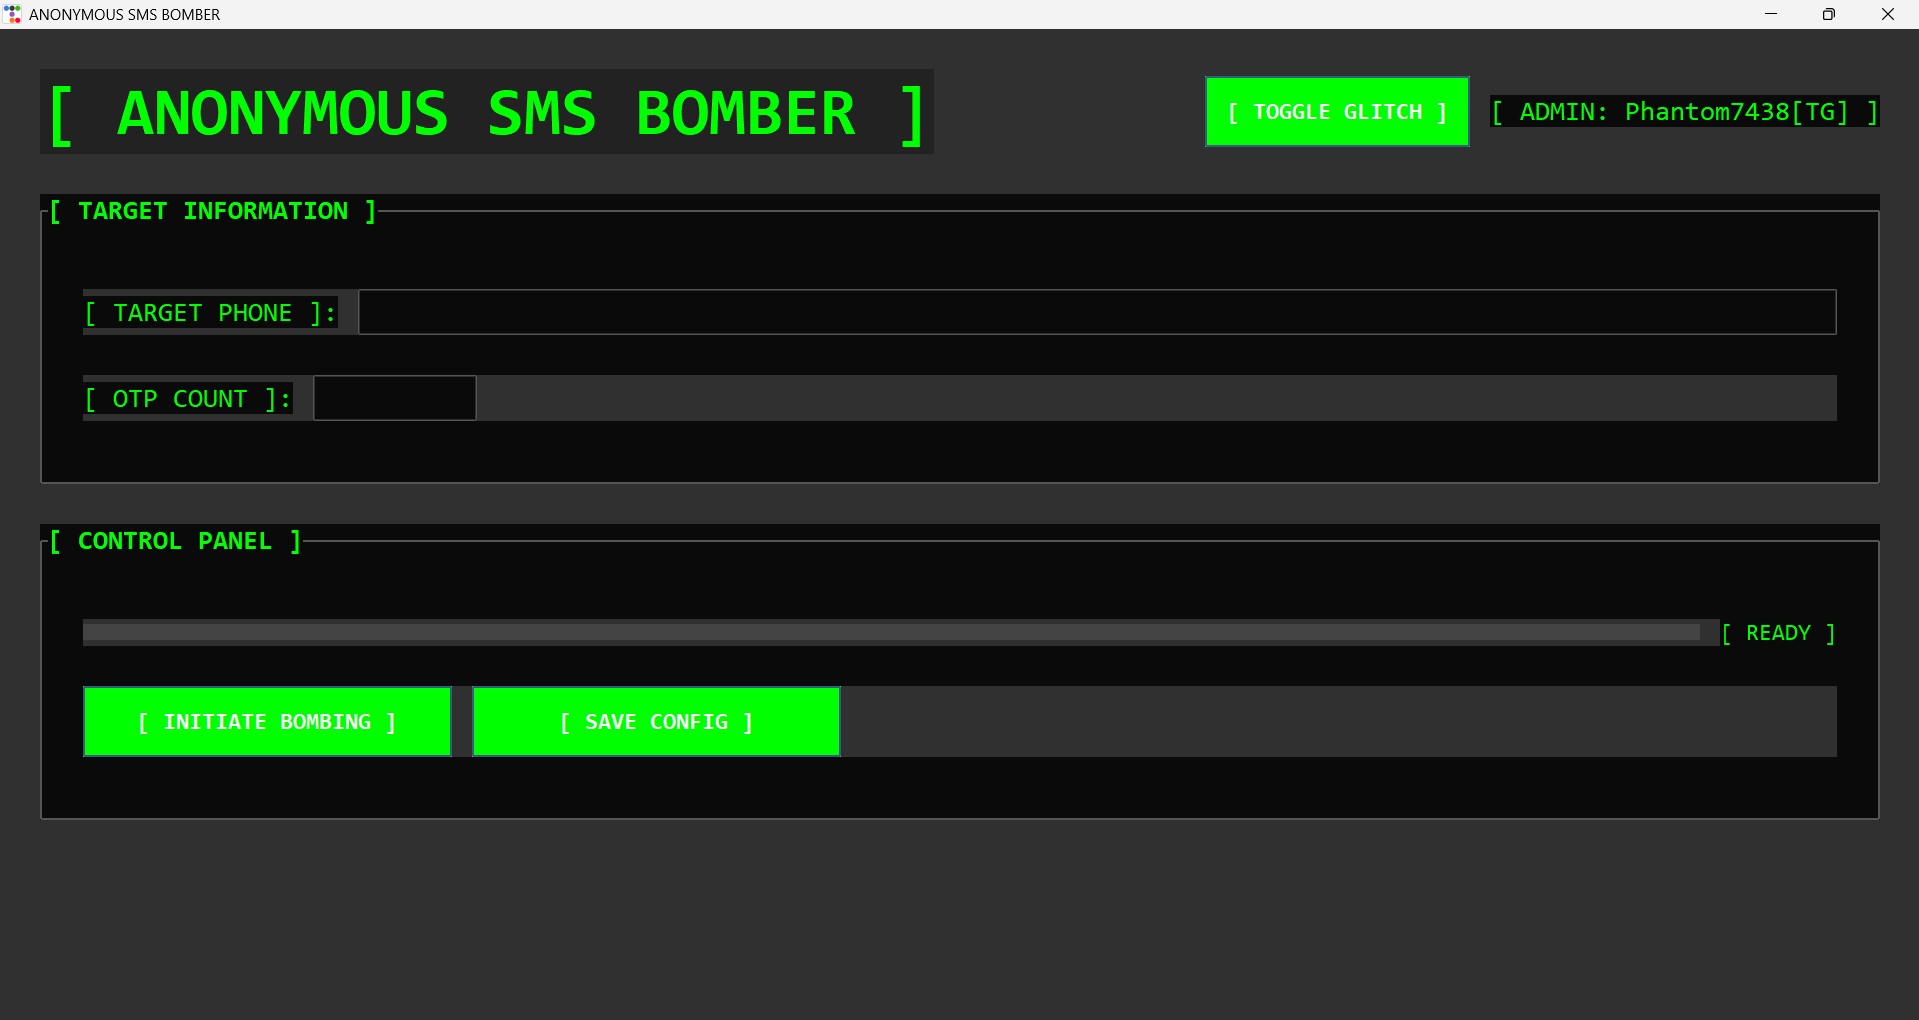 ANONYMOUS SMS BOMBER
[ ANONYMOUS SMS BOMBER ]
[ TOGGLE GLITCH ]
[ ADMIN: Phantom7438[TG] ]
[ TARGET INFORMATION ]
[ TARGET PHONE ]:
[ OTP COUNT ]:
[ CONTROL PANEL ]
[ READY ]
[ INITIATE BOMBING ]
[ SAVE CONFIG ]